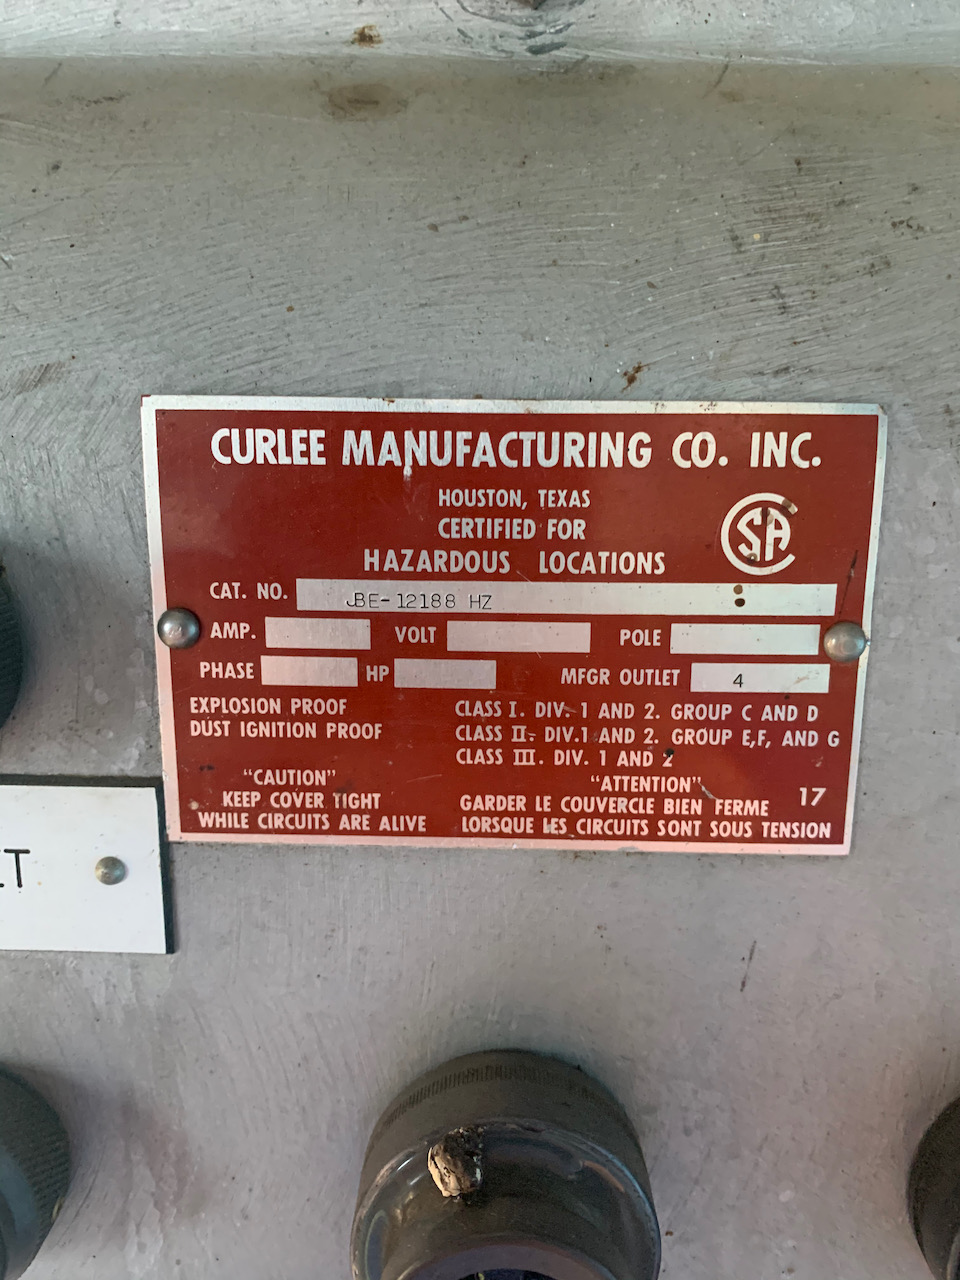 CURLEE MANUFACTURING CO. INC.
HOUSTON, TEXAS
CERTIFIED FOR
HAZARDOUS LOCATIONS
CSA
CAT. NO. JBE-12188 HZ
AMP. VOLT POLE
PHASE HP MFGR OUTLET 4
EXPLOSION PROOF CLASS I. DIV. 1 AND 2. GROUP C AND D
DUST IGNITION PROOF CLASS II. DIV.1 AND 2. GROUP E,F, AND G
CLASS III. DIV. 1 AND 2
"CAUTION" "ATTENTION" 17
KEEP COVER TIGHT GARDER LE COUVERCLE BIEN FERME
WHILE CIRCUITS ARE ALIVE LORSQUE LES CIRCUITS SONT SOUS TENSION